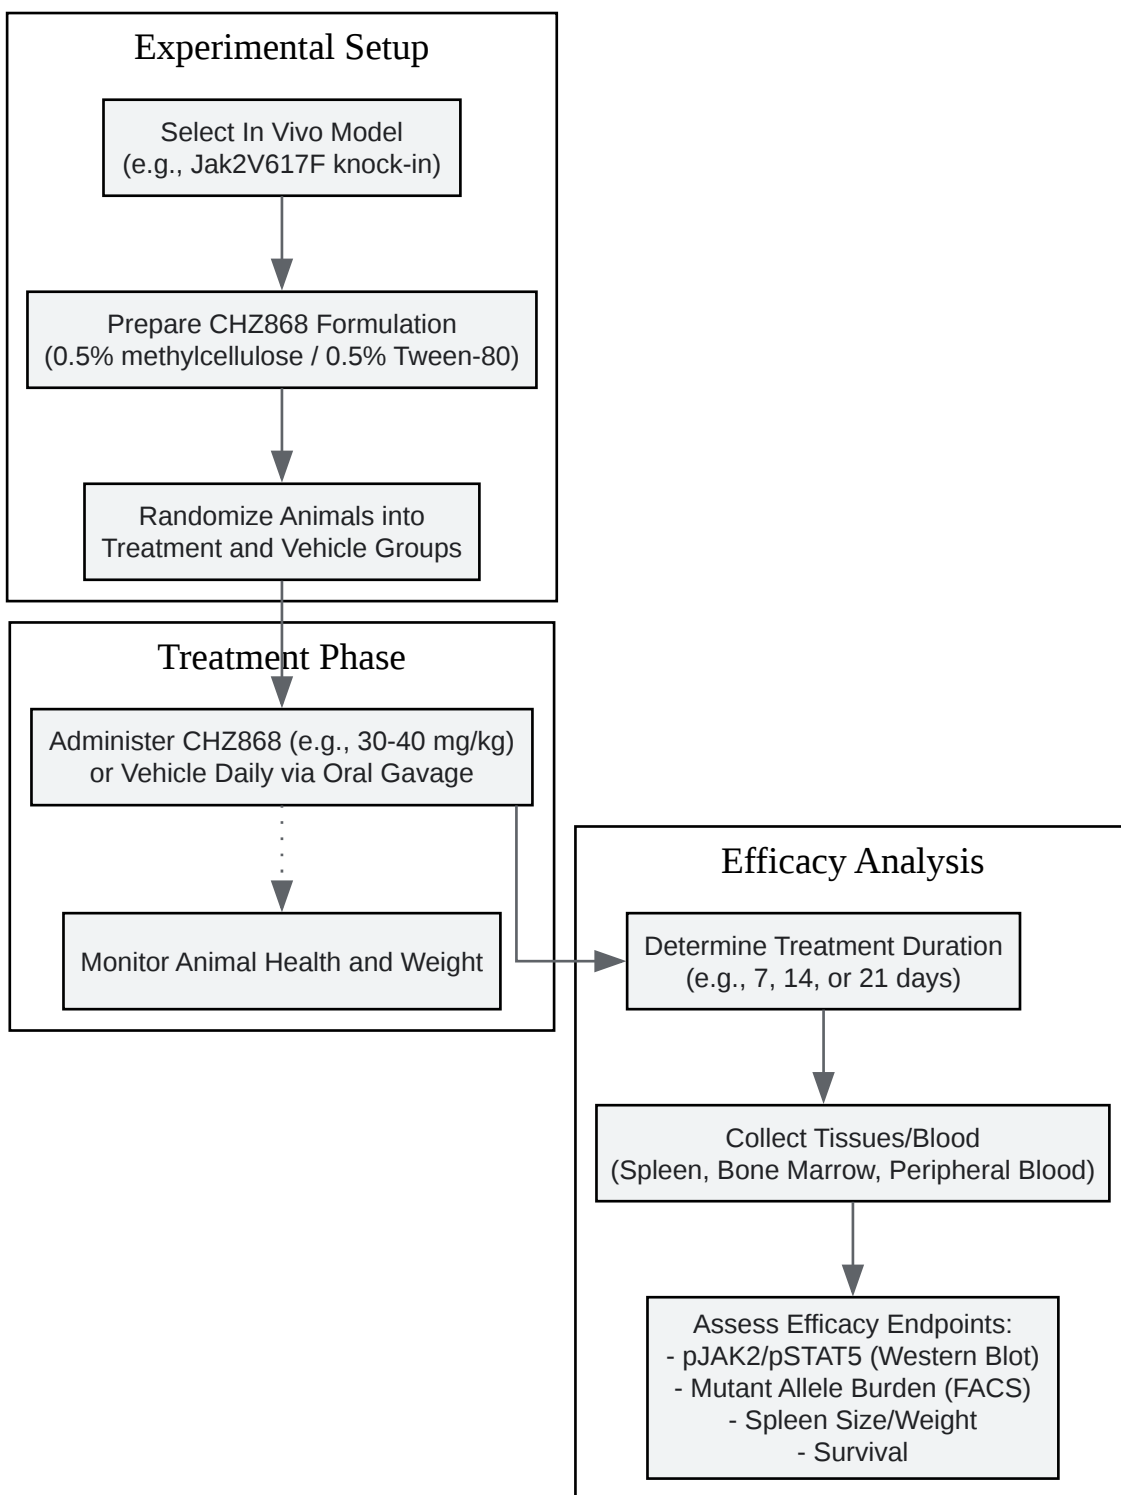 Experimental Setup
Select In Vivo Model
(e.g., Jak2V617F knock-in)
Prepare CHZ868 Formulation
(0.5% methylcellulose / 0.5% Tween-80)
Randomize Animals into
Treatment and Vehicle Groups
Treatment Phase
Administer CHZ868 (e.g., 30-40 mg/kg)
or Vehicle Daily via Oral Gavage
Monitor Animal Health and Weight
Efficacy Analysis
Determine Treatment Duration
(e.g., 7, 14, or 21 days)
Collect Tissues/Blood
(Spleen, Bone Marrow, Peripheral Blood)
Assess Efficacy Endpoints:
- pJAK2/pSTAT5 (Western Blot)
- Mutant Allele Burden (FACS)
- Spleen Size/Weight
- Survival